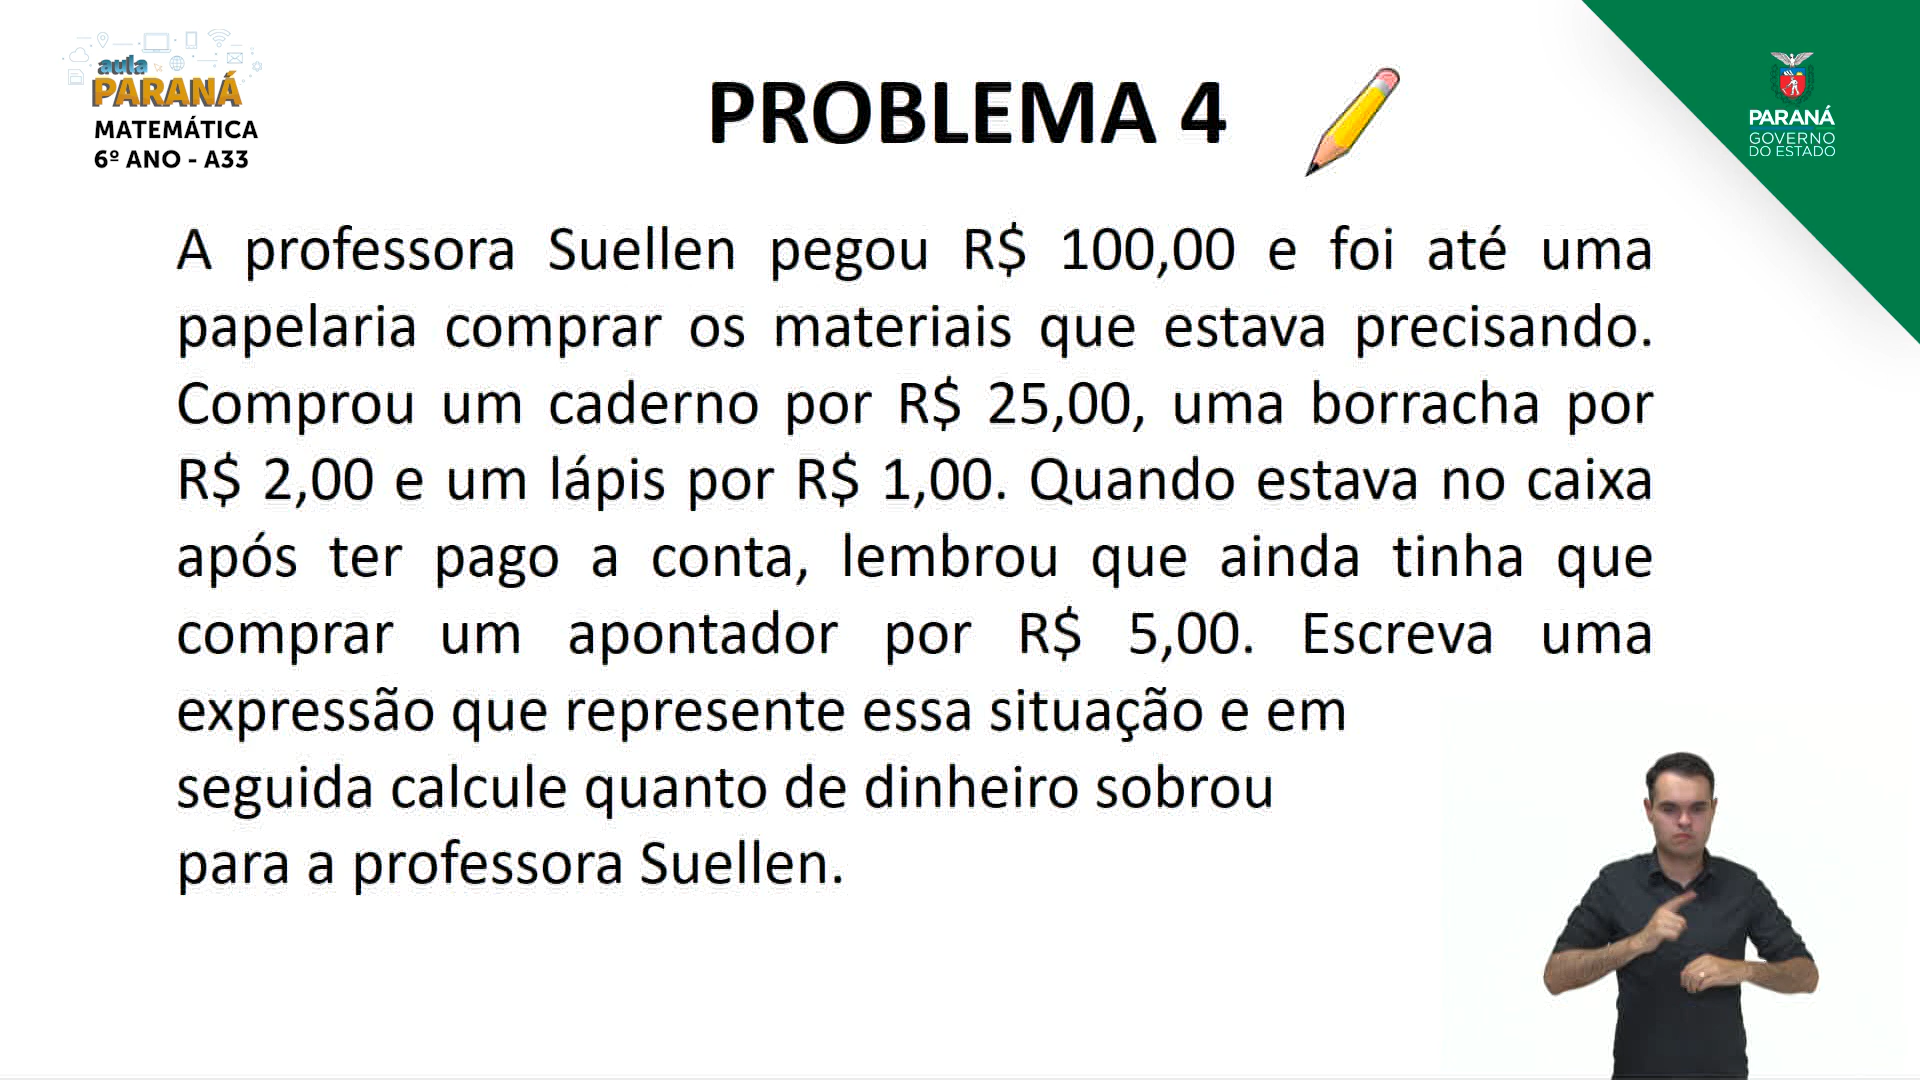 aula
PARANÁ
MATEMÁTICA
6º ANO - A33
PROBLEMA 4
PARANÁ
GOVERNO
DO ESTADO
A professora Suellen pegou R$ 100,00 e foi até uma
papelaria comprar os materiais que estava precisando.
Comprou um caderno por R$ 25,00, uma borracha por
R$ 2,00 e um lápis por R$ 1,00. Quando estava no caixa
após ter pago a conta, lembrou que ainda tinha que
comprar um apontador por R$ 5,00. Escreva uma
expressão que represente essa situação e em
seguida calcule quanto de dinheiro sobrou
para a professora Suellen.